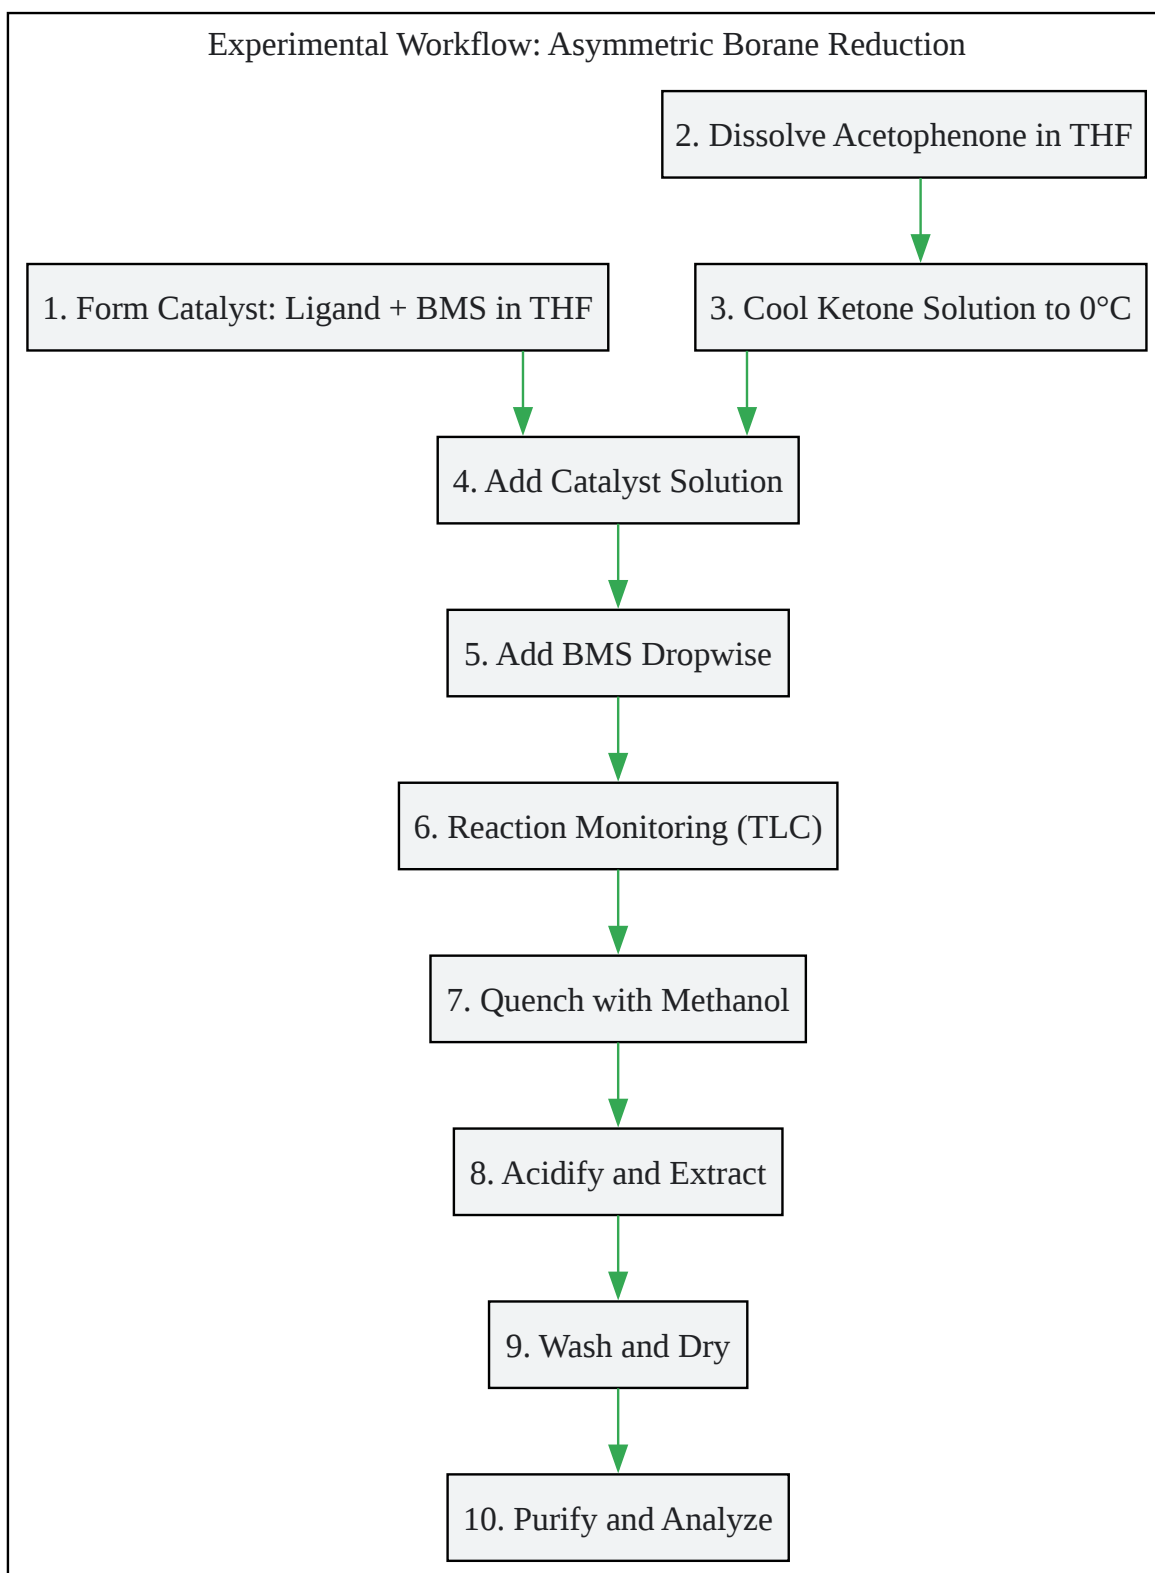 Experimental Workflow: Asymmetric Borane Reduction
2. Dissolve Acetophenone in THF
1. Form Catalyst: Ligand + BMS in THF
3. Cool Ketone Solution to 0°C
4. Add Catalyst Solution
5. Add BMS Dropwise
6. Reaction Monitoring (TLC)
7. Quench with Methanol
8. Acidify and Extract
9. Wash and Dry
10. Purify and Analyze